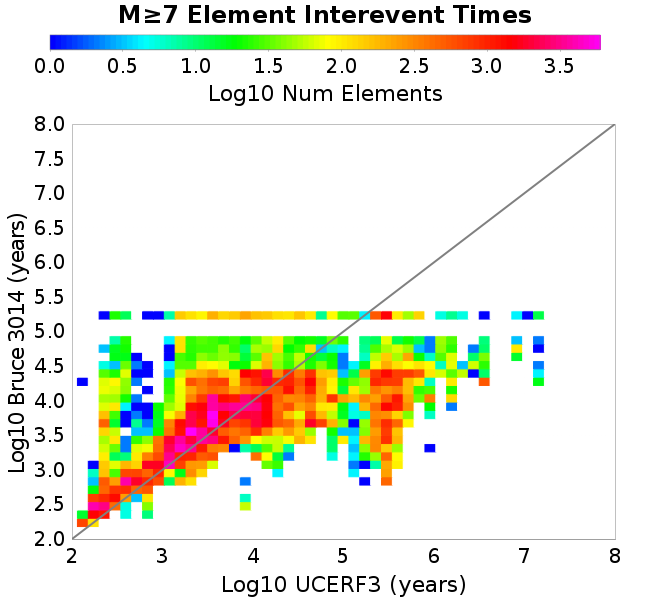 M≥7 Element Interevent Times
0.0 0.5 1.0 1.5 2.0 2.5 3.0 3.5
Log10 Num Elements
8.0
7.5
7.0
6.5
6.0
5.5
5.0
4.5
4.0
3.5
3.0
2.5
2.0
Log10 Bruce 3014 (years)
2 3 4 5 6 7 8
Log10 UCERF3 (years)